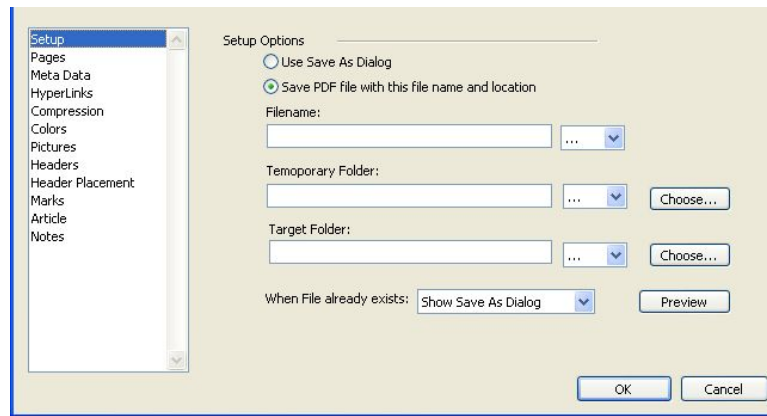 Setup
Pages
Meta Data
HyperLinks
Compression
Colors
Pictures
Headers
Header Placement
Marks
Article
Notes
Setup Options
Use Save As Dialog
Save PDF file with this file name and location
Filename:
...
Temoporary Folder:
... Choose...
Target Folder:
... Choose...
When File already exists: Show Save As Dialog Preview
OK Cancel